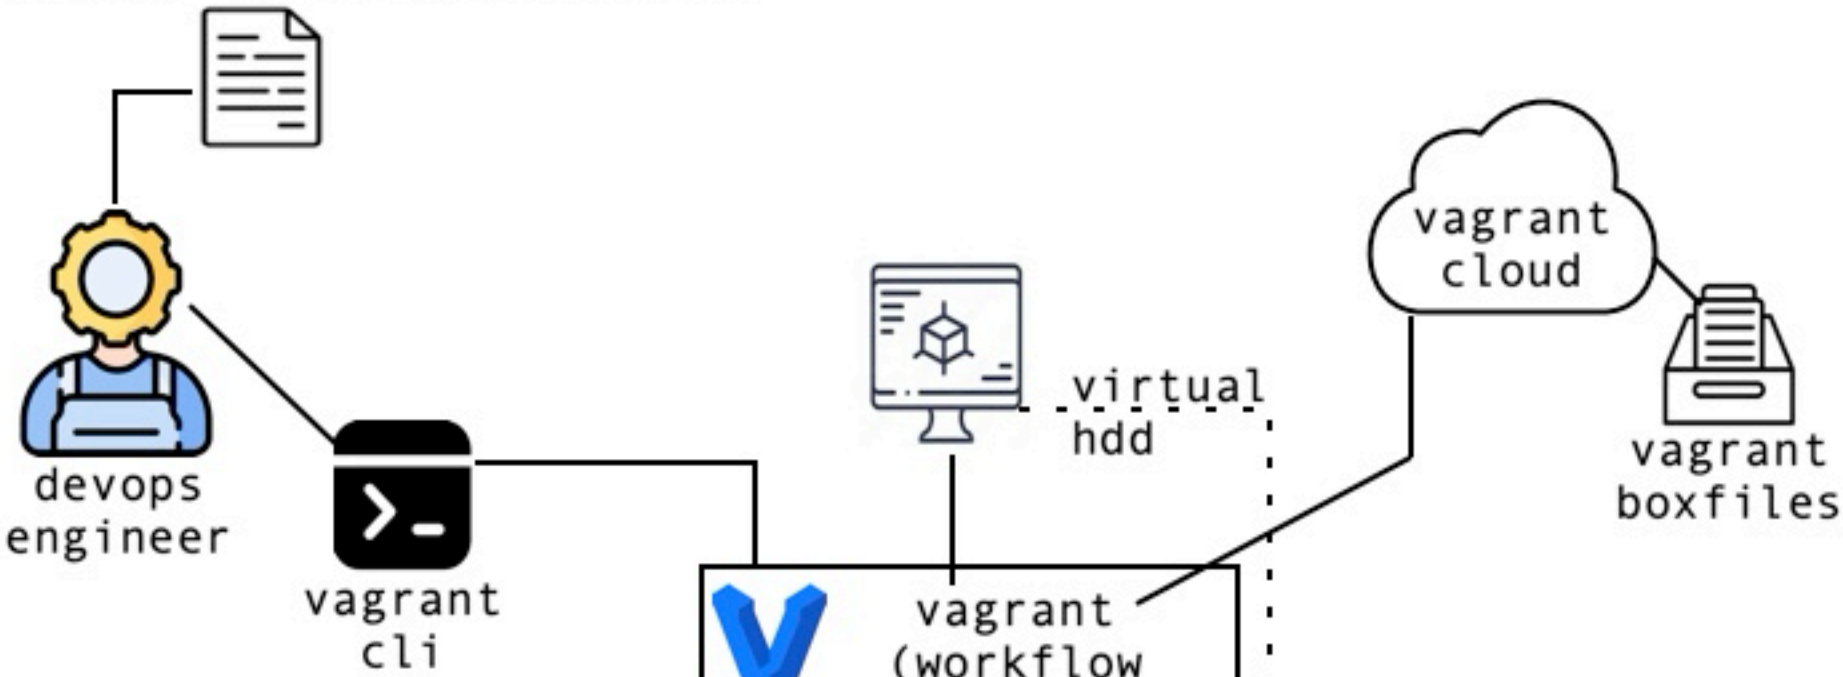 vagrant
cloud
virtual
hdd
vagrant
boxfiles
devops
engineer
vagrant
cli
vagrant
(workflow